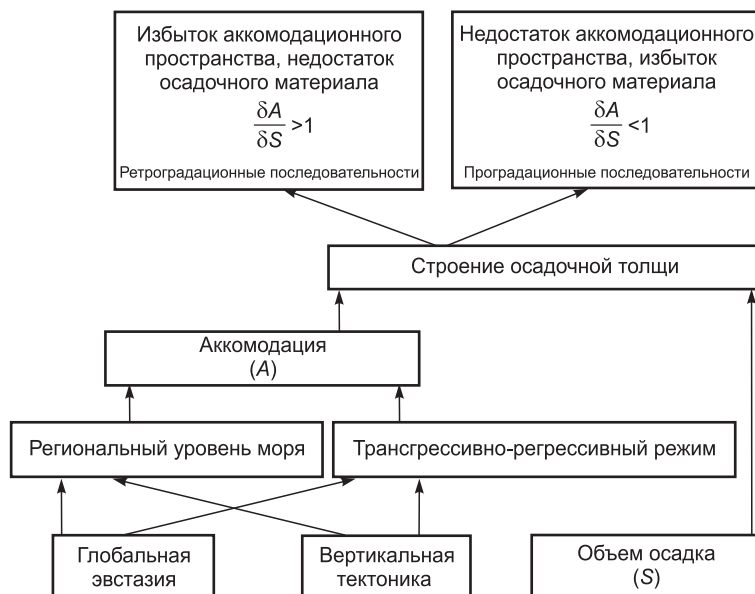 Избыток аккомодационного
пространства, недостаток
осадочного материала
δA
δS
>1
Ретроградационные последовательности
Недостаток аккомодационного
пространства, избыток
осадочного материала
δA
δS
<1
Проградационные последовательности
Строение осадочной толщи
Аккомодация
(A)
Региональный уровень моря
Трансгрессивно-регрессивный режим
Глобальная
эвстазия
Вертикальная
тектоника
Объем осадка
(S)